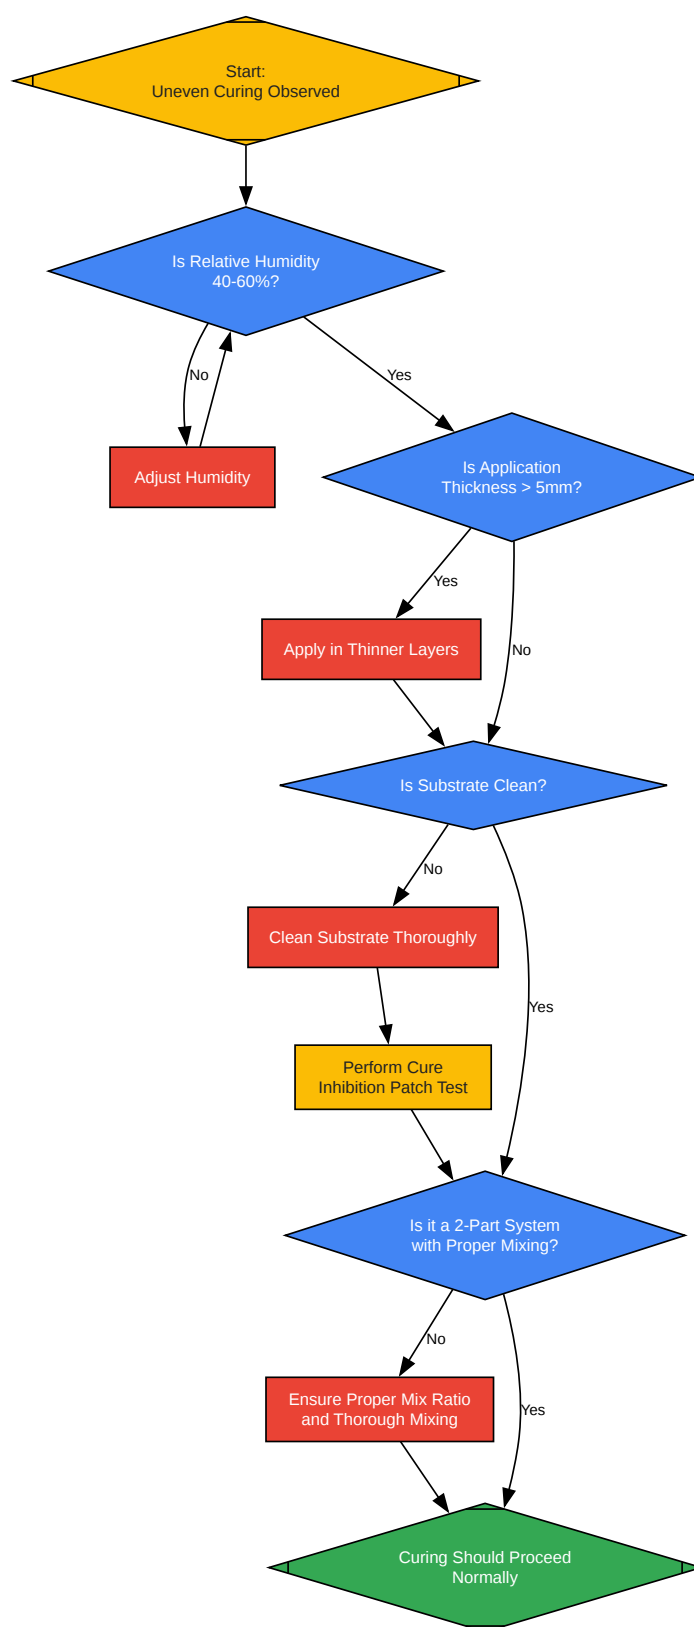 Start:
Uneven Curing Observed
Is Relative Humidity
40-60%?
No
Yes
Adjust Humidity
Is Application
Thickness > 5mm?
Yes
No
Apply in Thinner Layers
Is Substrate Clean?
No
Yes
Clean Substrate Thoroughly
Perform Cure
Inhibition Patch Test
Is it a 2-Part System
with Proper Mixing?
No
Yes
Ensure Proper Mix Ratio
and Thorough Mixing
Curing Should Proceed
Normally